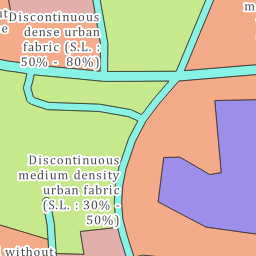 Discontinuous
dense urban
fabric (S.L. :
50% - 80%)
Discontinuous
medium density
urban fabric
(S.L. : 30% -
50%)
without